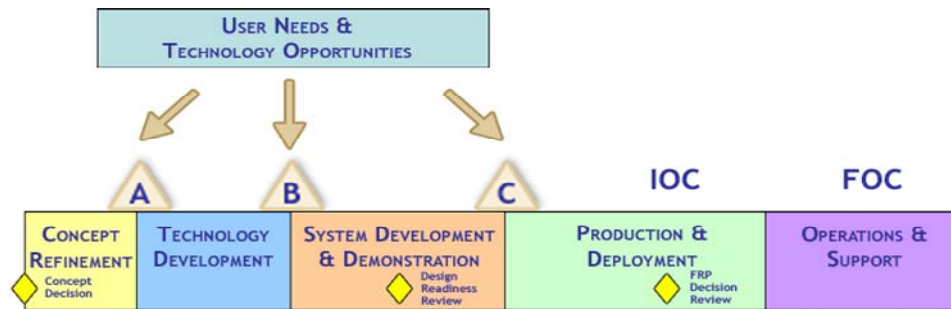 USER NEEDS &
TECHNOLOGY OPPORTUNITIES
A
B
C
IOC
FOC
CONCEPT
REFINEMENT
Concept
Decision
TECHNOLOGY
DEVELOPMENT
SYSTEM DEVELOPMENT
& DEMONSTRATION
Design
Readiness
Review
PRODUCTION &
DEPLOYMENT
FRP
Decision
Review
OPERATIONS &
SUPPORT